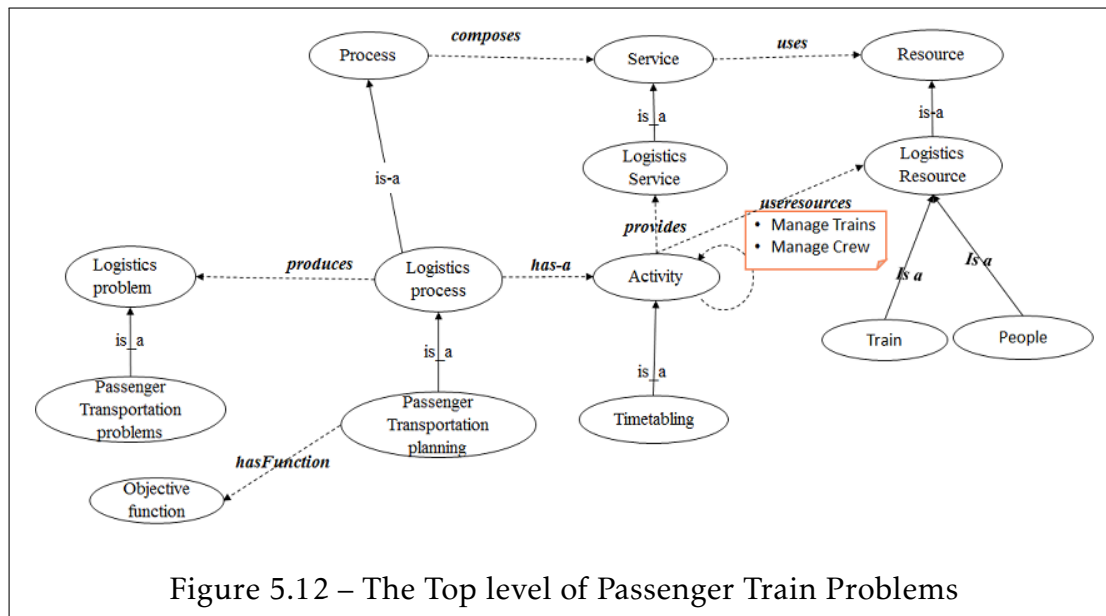 composes
uses
Process
Service
Resource
is_a
is-a
Logistics
Service
Logistics
Resource
is-a
useresources
provides
• Manage Trains
• Manage Crew
Logistics
problem
produces
Logistics
process
has-a
Activity
Is a
Is a
Train
People
is_a
is_a
is_a
Passenger
Transportation
problems
Passenger
Transportation
planning
Timetabling
hasFunction
Objective
function
Figure 5.12 – The Top level of Passenger Train Problems